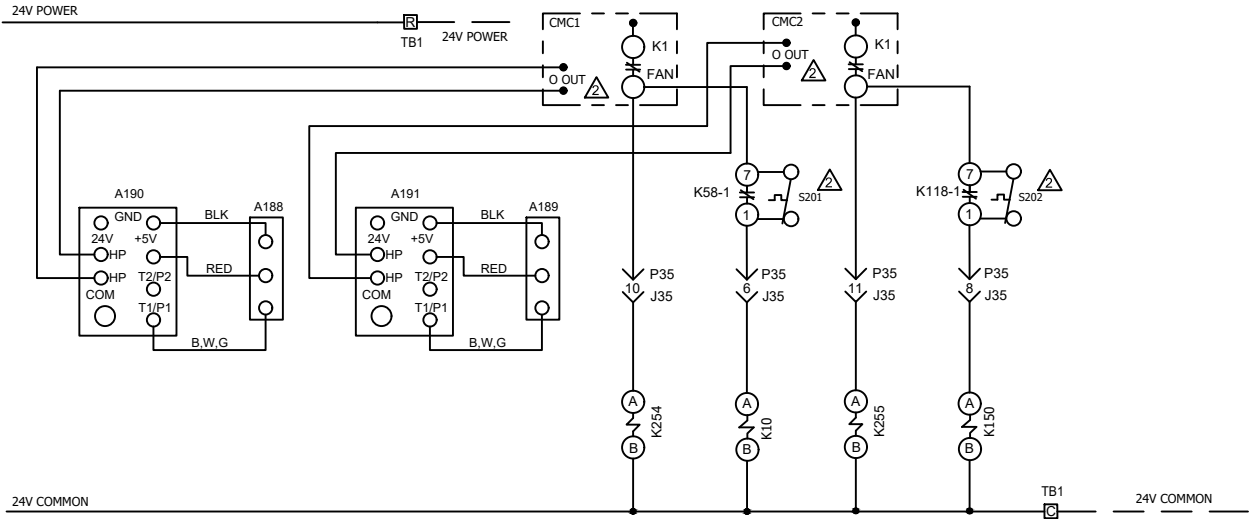 24V POWER
R
TB1
24V POWER
CMC1
K1
O OUT
2
FAN
CMC2
K1
O OUT
2
FAN
7
K58-1
S201
2
1
7
K118-1
S202
2
1
A190
GND
BLK
A188
24V
+5V
HP
RED
HP
T2/P2
COM
T1/P1
B,W,G
A191
GND
BLK
A189
24V
+5V
HP
RED
HP
T2/P2
COM
T1/P1
B,W,G
P35
10
J35
P35
6
J35
P35
11
J35
P35
8
J35
A
K254
B
A
K10
B
A
K255
B
A
K150
B
24V COMMON
TB1
C
24V COMMON